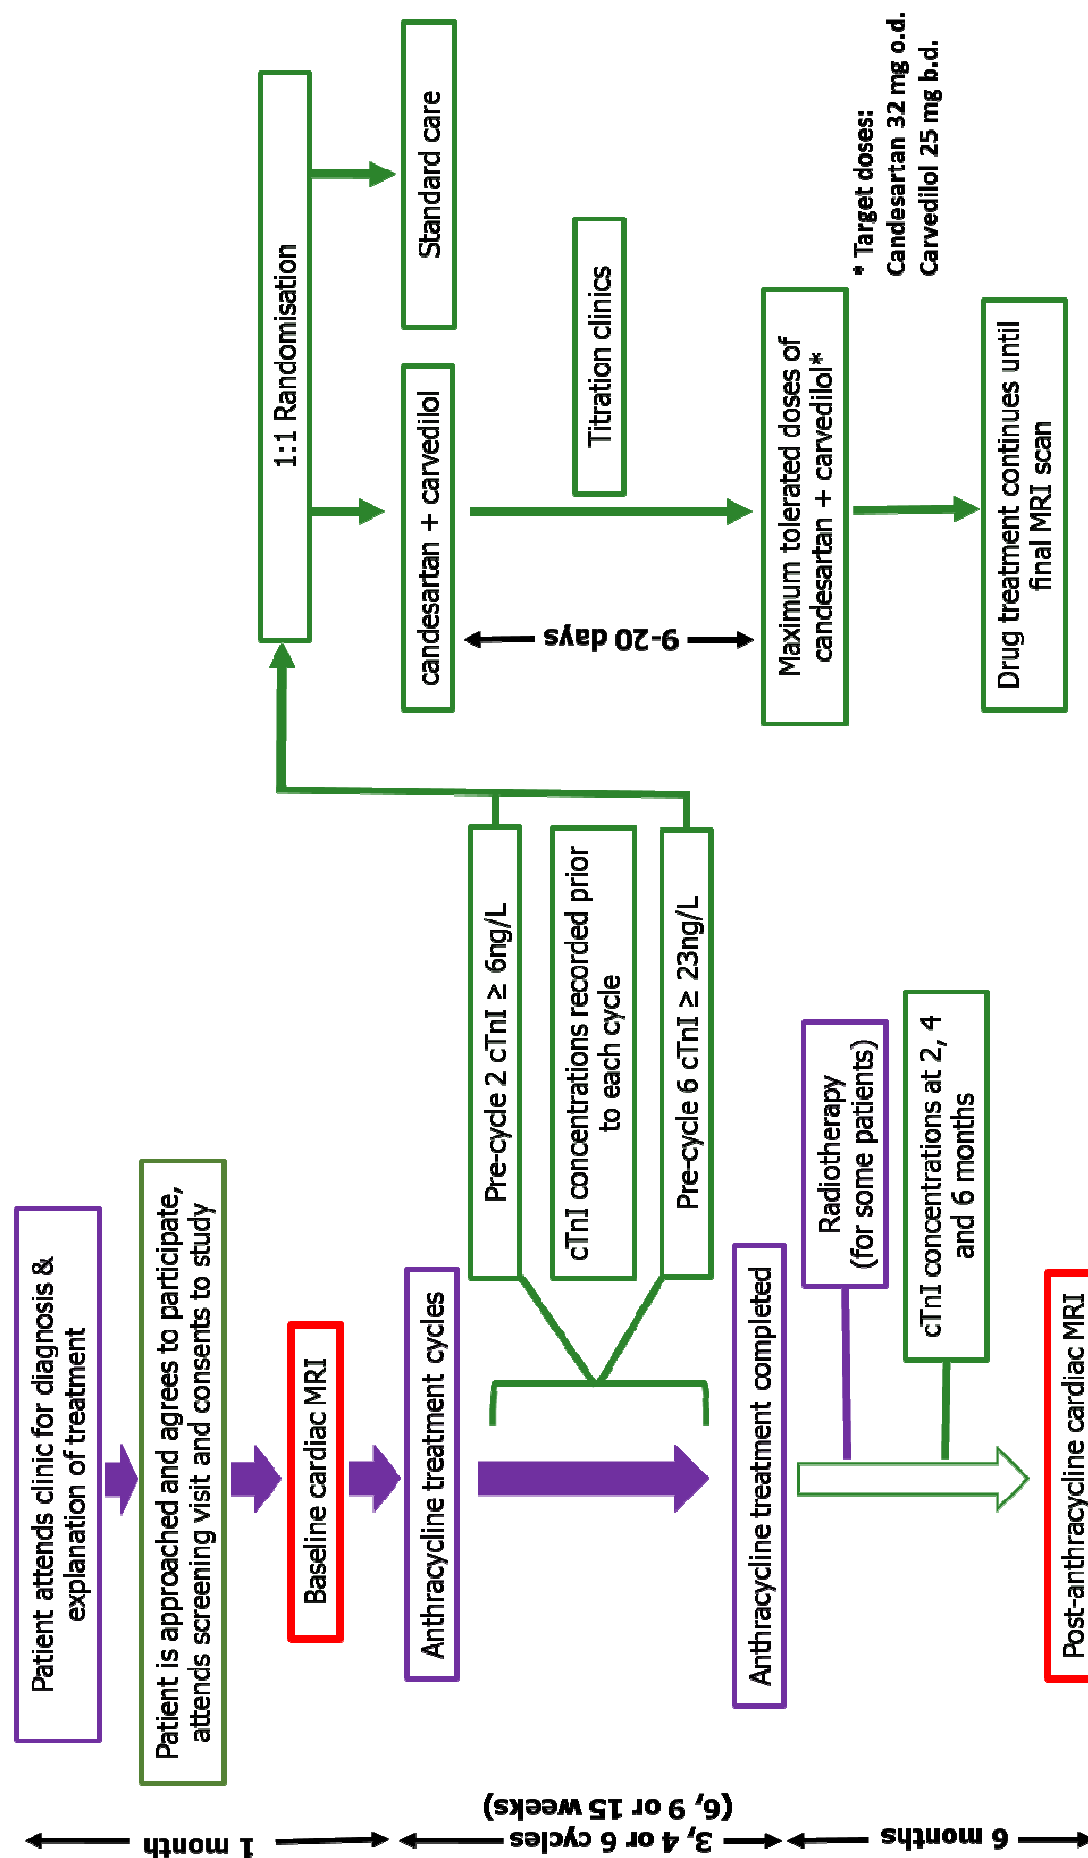 Patient attends clinic for diagnosis &
explanation of treatment
Patient is approached and agrees to participate,
attends screening visit and consents to study
Baseline cardiac MRI
Anthracycline treatment cycles
Pre-cycle 2 cTnI ≥ 6ng/L
cTnI concentrations recorded prior
to each cycle
Pre-cycle 6 cTnI ≥ 23ng/L
Anthracycline treatment completed
Radiotherapy
(for some patients)
cTnI concentrations at 2, 4
and 6 months
Post-anthracycline cardiac MRI
1 month
3, 4 or 6 cycles
(6, 9 or 15 weeks)
6 months
1:1 Randomisation
candesartan + carvedilol
Standard care
Titration clinics
9-20 days
Maximum tolerated doses of
candesartan + carvedilol*
* Target doses:
Candesartan 32 mg o.d.
Carvedilol 25 mg b.d.
Drug treatment continues until
final MRI scan